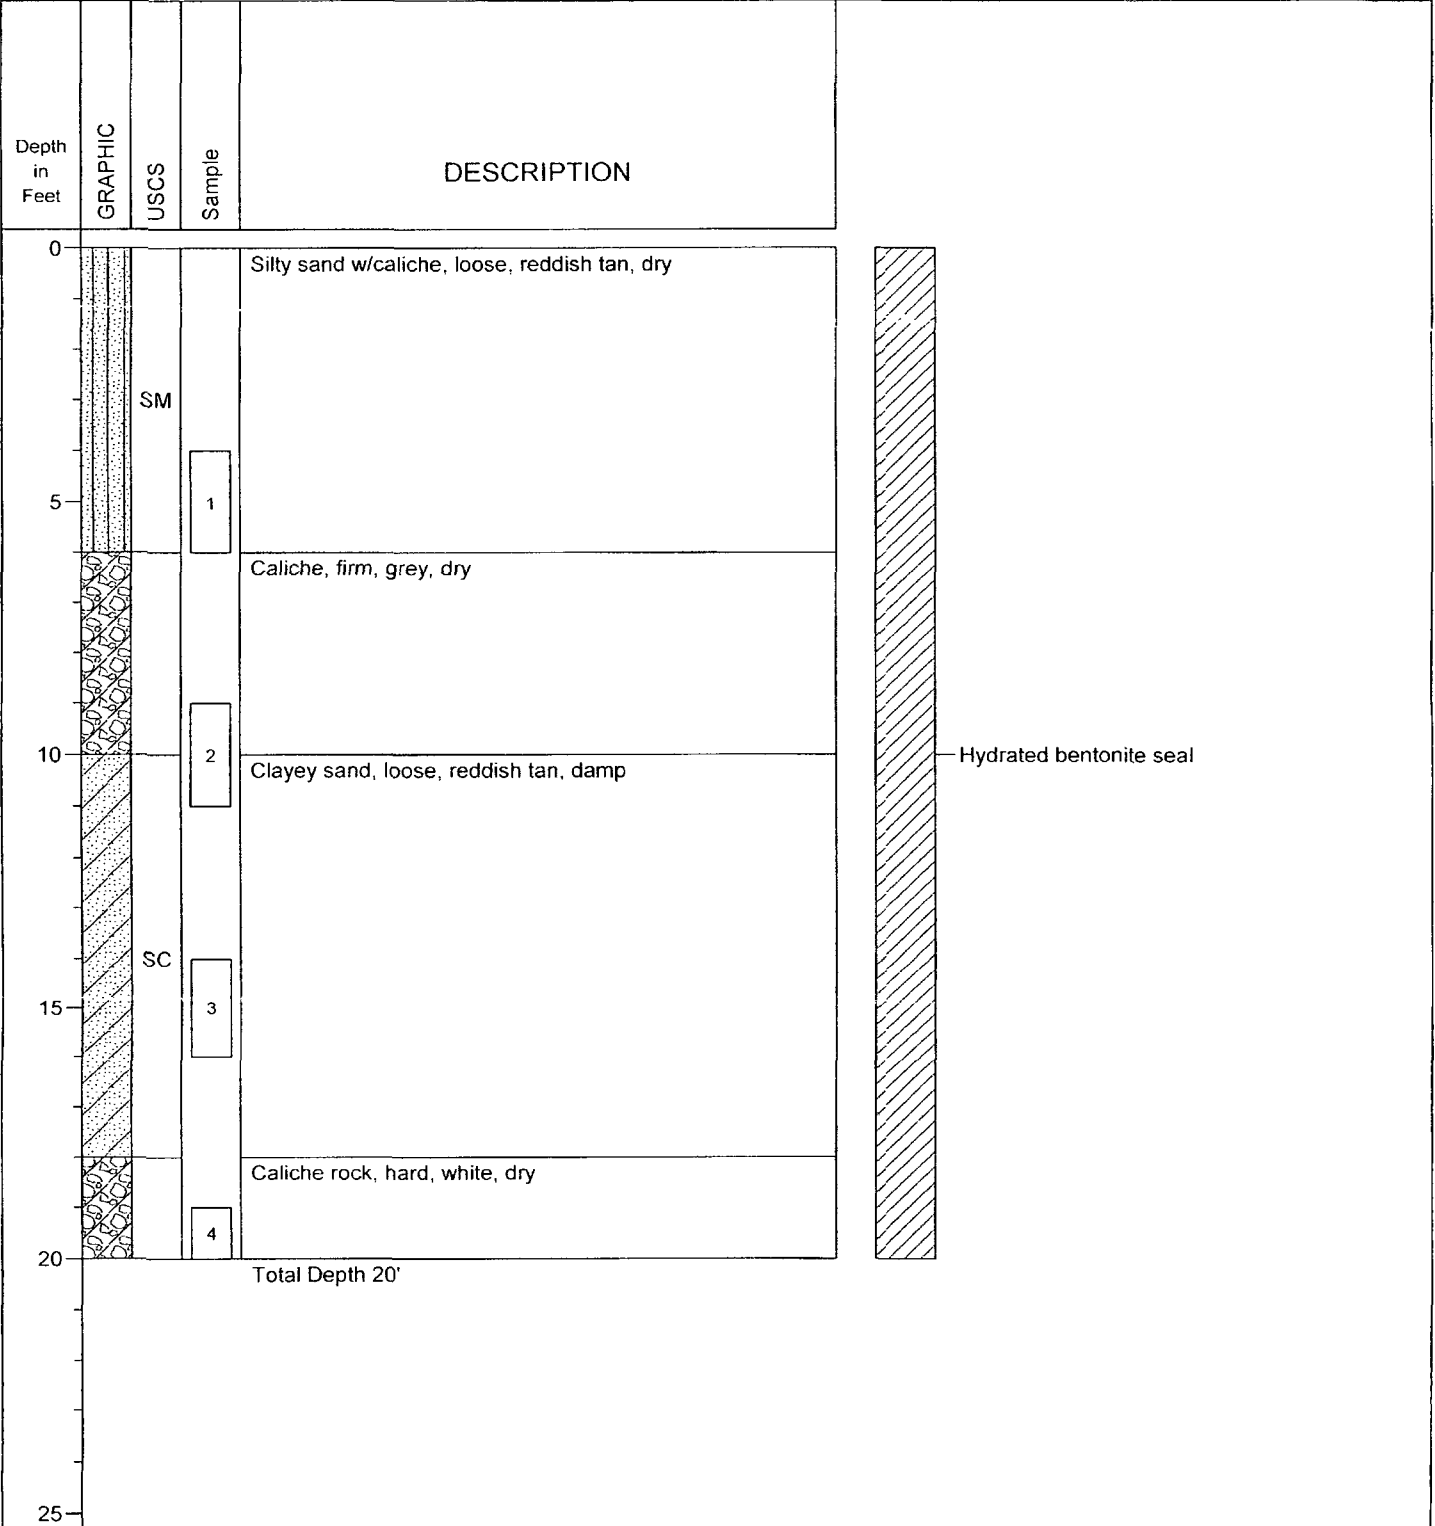 Depth
in
Feet
GRAPHIC
USCS
Sample
DESCRIPTION
0
Silty sand w/caliche, loose, reddish tan, dry
SM
5
1
Caliche, firm, grey, dry
10
2
Hydrated bentonite seal
Clayey sand, loose, reddish tan, damp
SC
15
3
Caliche rock, hard, white, dry
4
20
Total Depth 20'
25